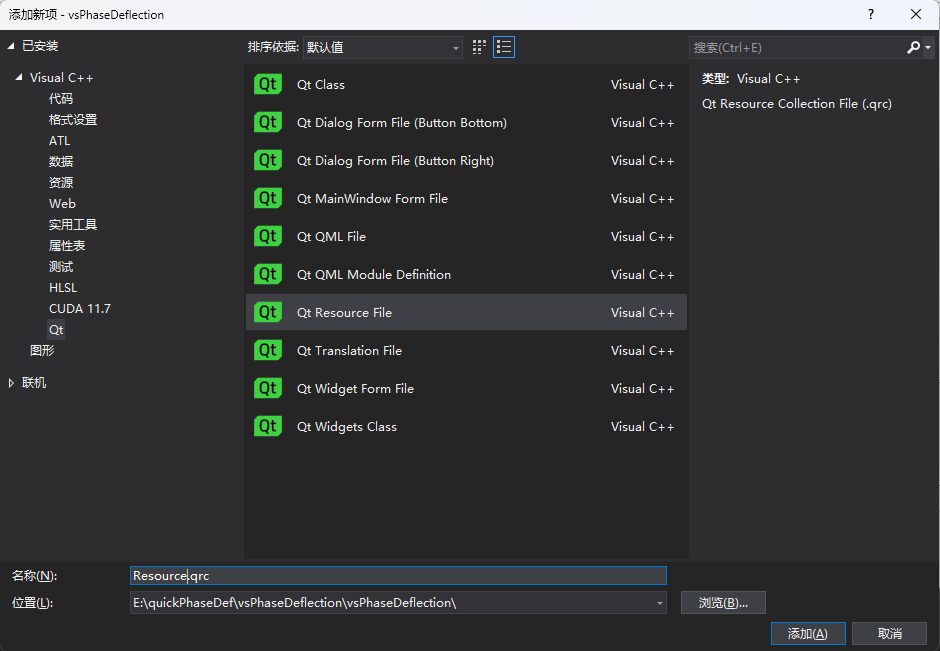 添加新项 - vsPhaseDeflection
?
已安装
排序依据: 默认值
搜索(Ctrl+E)
Visual C++
代码
格式设置
ATL
数据
资源
Web
实用工具
属性表
测试
HLSL
CUDA 11.7
Qt
图形
联机
Qt Qt Class Visual C++
Qt Qt Dialog Form File (Button Bottom) Visual C++
Qt Qt Dialog Form File (Button Right) Visual C++
Qt Qt MainWindow Form File Visual C++
Qt Qt QML File Visual C++
Qt Qt QML Module Definition Visual C++
Qt Qt Resource File Visual C++
Qt Qt Translation File Visual C++
Qt Qt Widget Form File Visual C++
Qt Qt Widgets Class Visual C++
类型: Visual C++
Qt Resource Collection File (.qrc)
名称(N): Resource.qrc
位置(L): E:\quickPhaseDef\vsPhaseDeflection\vsPhaseDeflection\ 浏览(B)...
添加(A) 取消